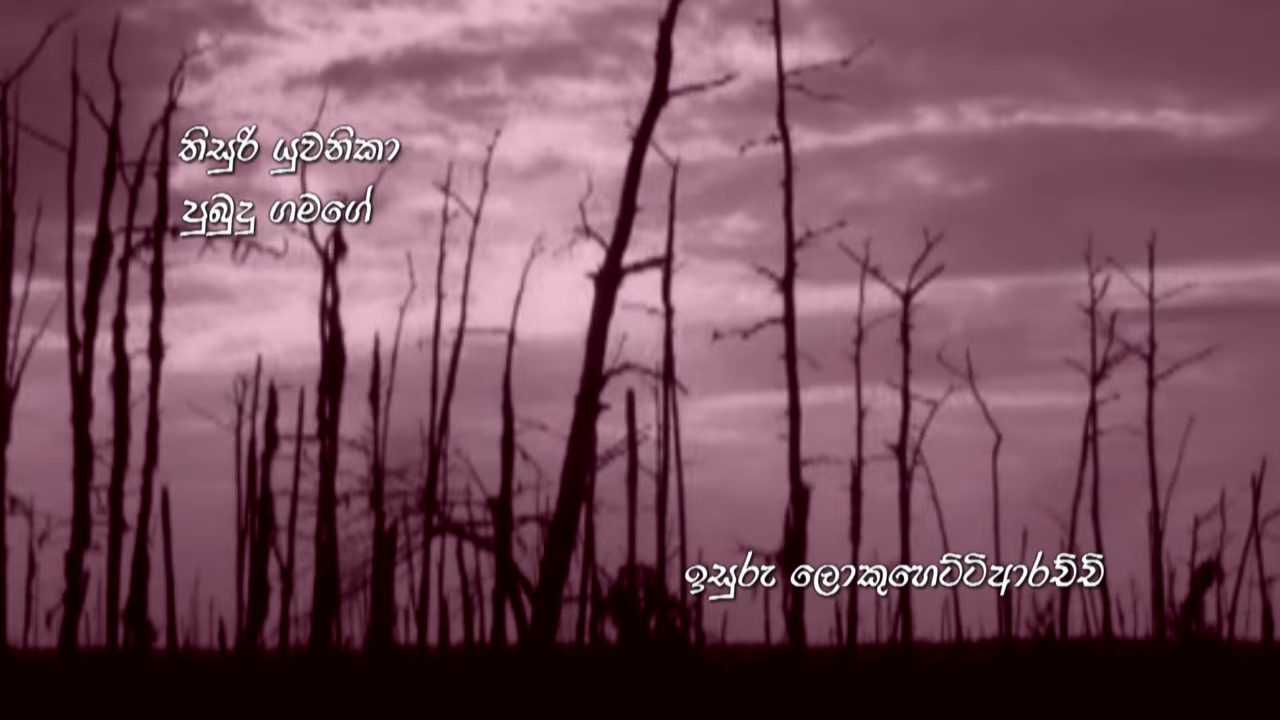 තිසුරි යුවනිකා
පුබුදු ගමගේ
ඉසුරු ලොකුහෙට්ටිආරච්චි